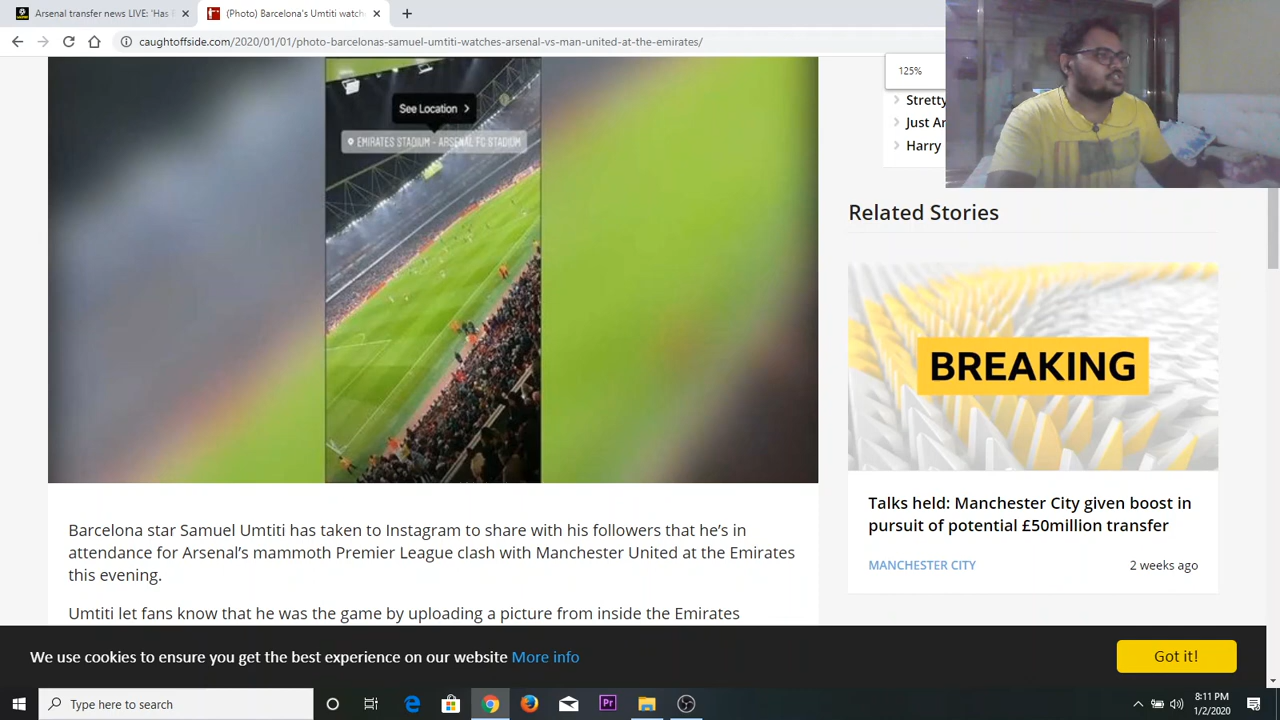 Arsenal transfer news LIVE: 'Has
(Photo) Barcelona's Umtiti watch
caughtoffside.com/2020/01/01/photo-barcelonas-samuel-umtiti-watches-arsenal-vs-man-united-at-the-emirates/
125%
See Location
EMIRATES STADIUM - ARSENAL FC STADIUM
Stretty
Just Ar
Harry
Related Stories
BREAKING
Talks held: Manchester City given boost in
pursuit of potential £50million transfer
MANCHESTER CITY 2 weeks ago
Barcelona star Samuel Umtiti has taken to Instagram to share with his followers that he's in
attendance for Arsenal's mammoth Premier League clash with Manchester United at the Emirates
this evening.
Umtiti let fans know that he was the game by uploading a picture from inside the Emirates
We use cookies to ensure you get the best experience on our website More info
Got it!
Type here to search
Pr
8:11 PM
1/2/2020